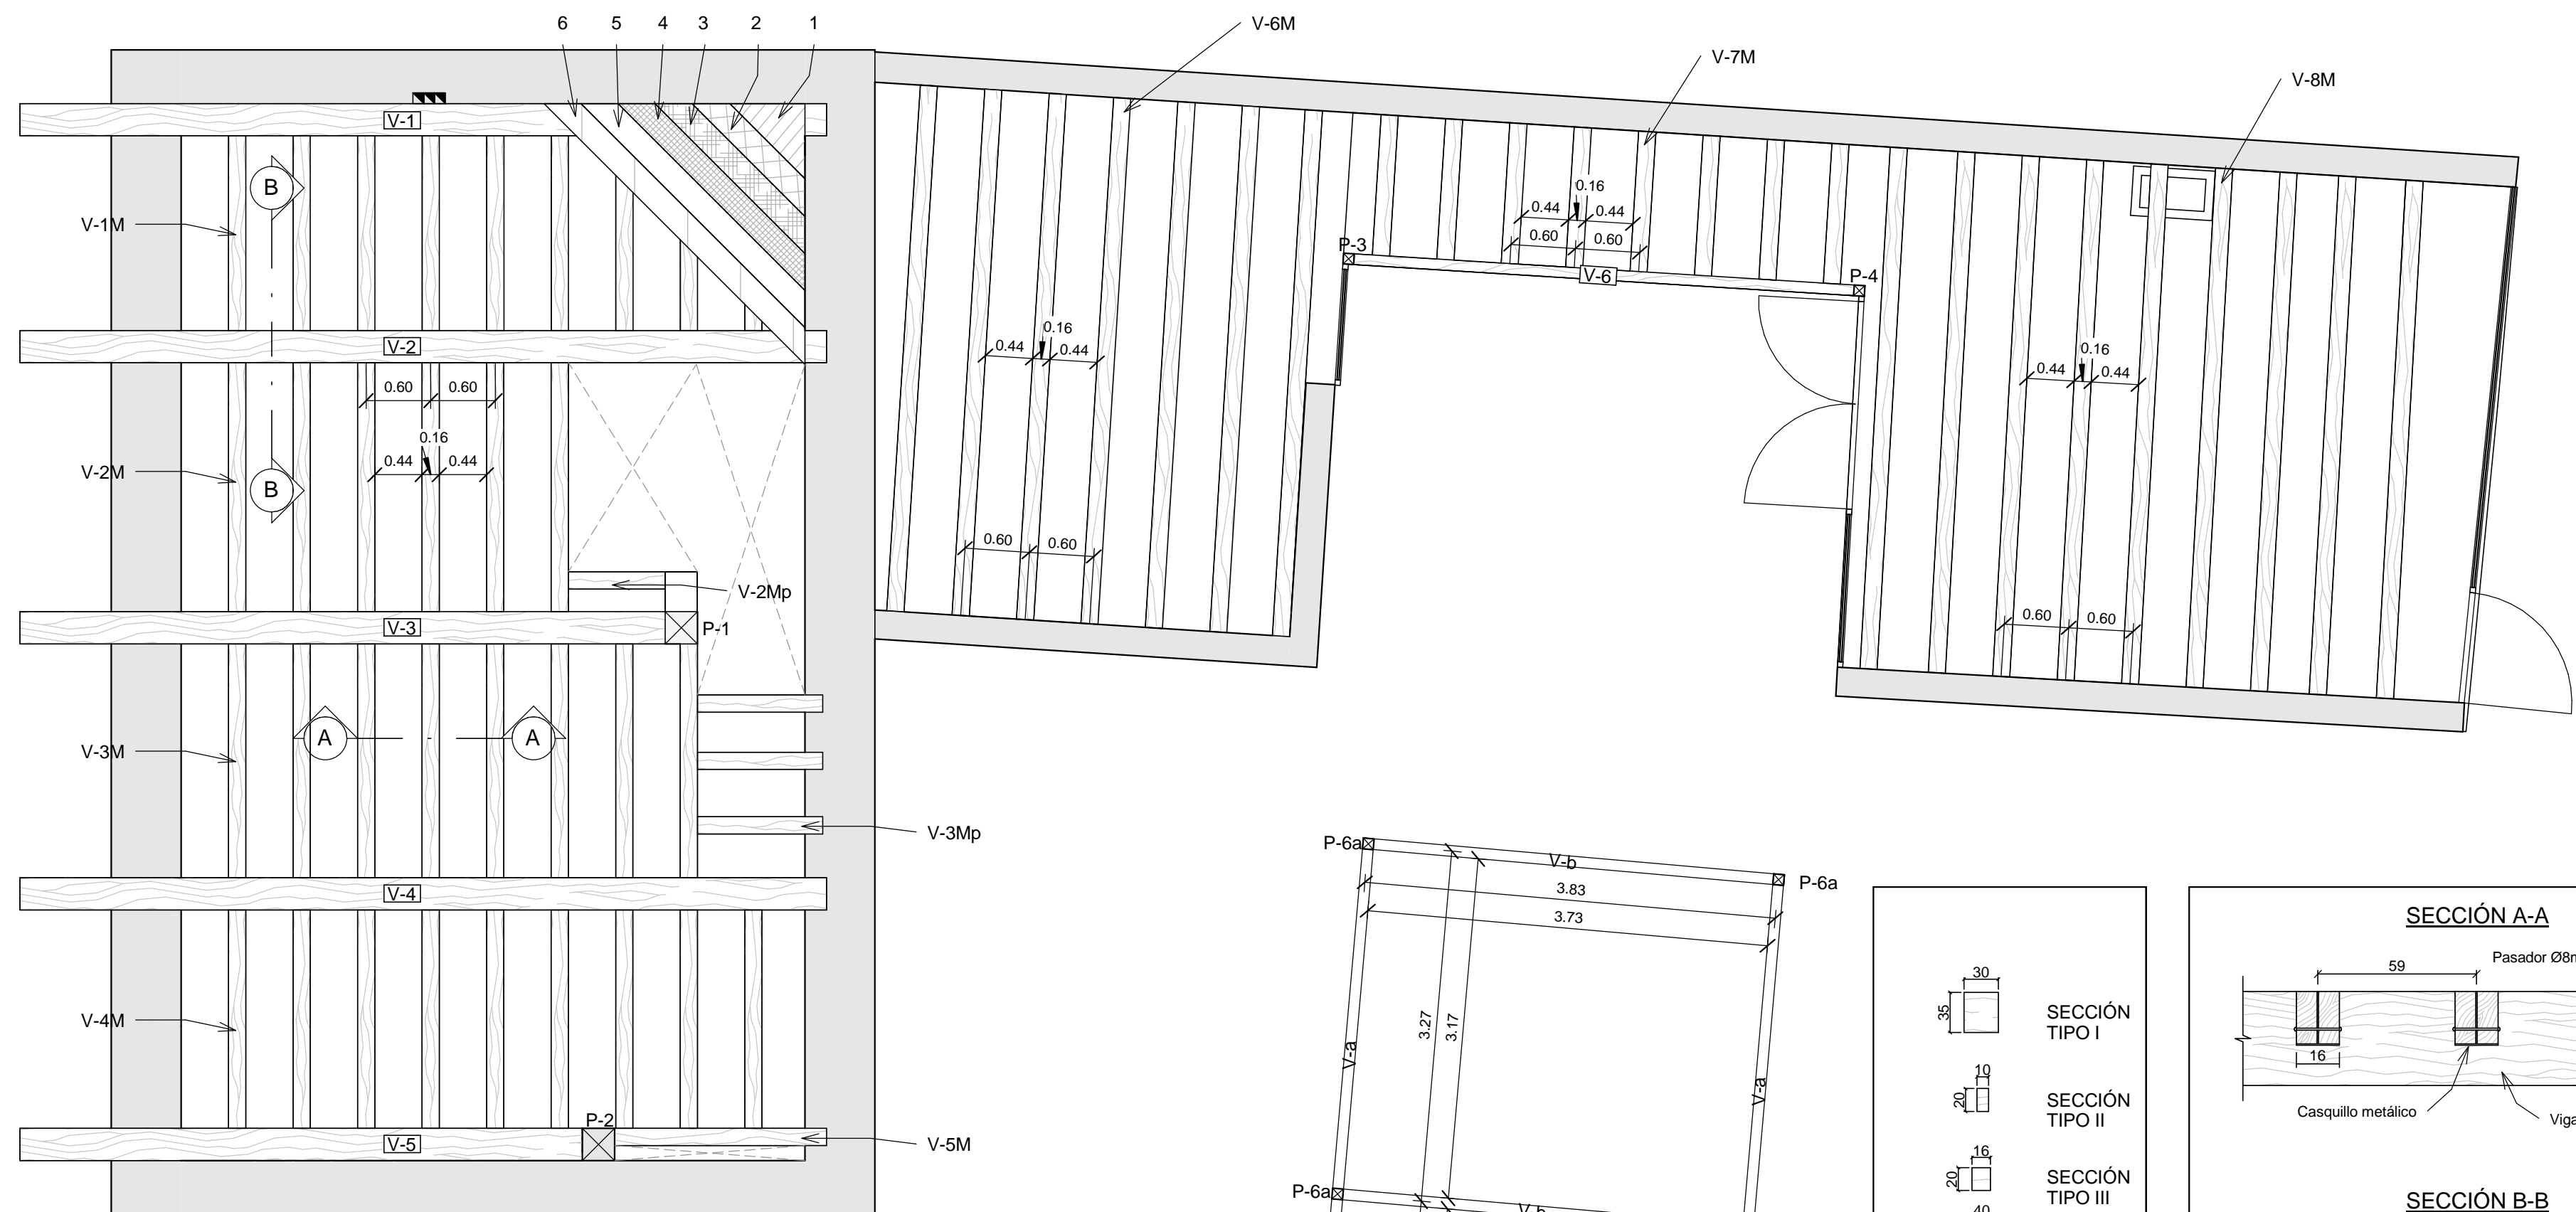 6 5 4 3 2 1
V-6M
V-7M
V-8M
V-1
B
V-1M
0.16
0.44 0.44
0.60 0.60
P-3
V-6
P-4
V-2
0.60 0.60
0.16
0.44 0.44
V-2M
B
0.16
0.44 0.44
0.60 0.60
0.16
0.44 0.44
0.60 0.60
V-2Mp
V-3
P-1
A A
V-3M
V-3Mp
V-4
V-4M
P-2
V-5
V-5M
P-6a
V-b
P-6a
3.83
3.73
3.27
3.17
V-a
V-a
P-6a
V-b
30
35
SECCIÓN
TIPO I
10
20
SECCIÓN
TIPO II
16
20
SECCIÓN
TIPO III
40
SECCIÓN A-A
Pasador Ø8m
59
16
Casquillo metálico
Viga
SECCIÓN B-B